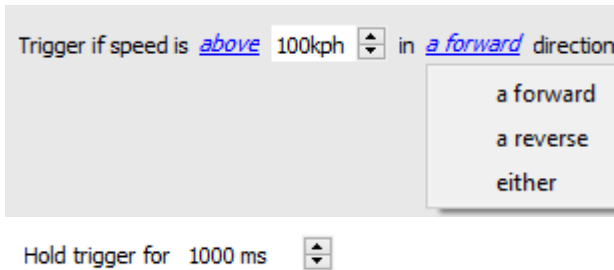 Trigger if speed is above 100kph in a forward direction
a forward
a reverse
either
Hold trigger for 1000 ms